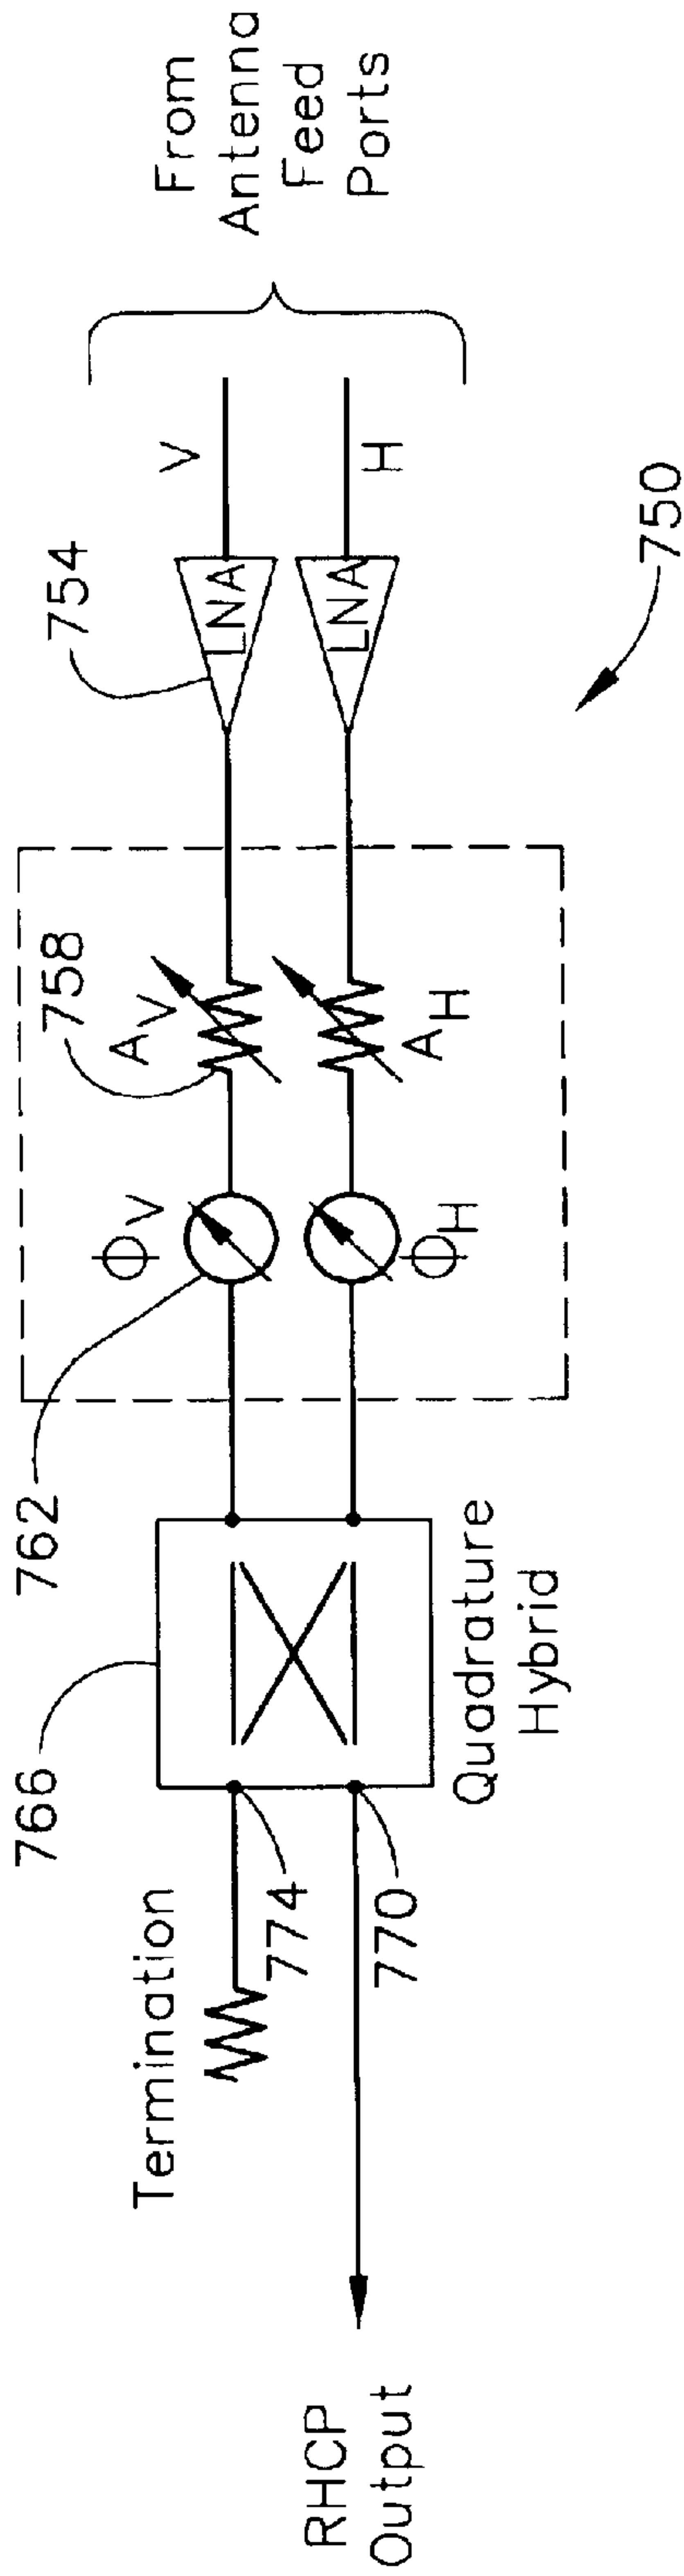 RHCP
Output
Termination
774
770
766
Quadrature
Hybrid
762
ΦV
ΦH
758
AV
AH
754
LNA
LNA
V
H
From
Antenna
Feed
Ports
750